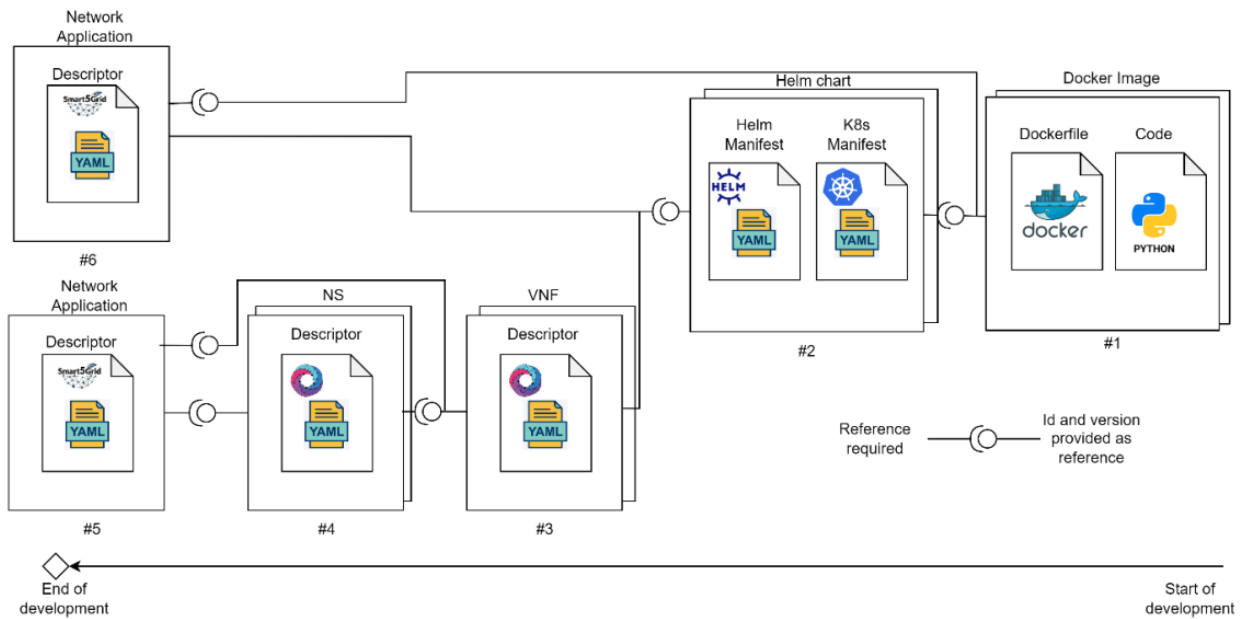 Network
Application
Descriptor
Smart5Grid
YAML
#6
Helm chart
Helm
Manifest
K8s
Manifest
HELM
YAML
YAML
#2
Docker Image
Dockerfile
Code
docker
PYTHON
#1
Network
Application
Descriptor
Smart5Grid
YAML
#5
NS
Descriptor
YAML
#4
VNF
Descriptor
YAML
#3
Reference
required
Id and version
provided as
reference
End of
development
Start of
development